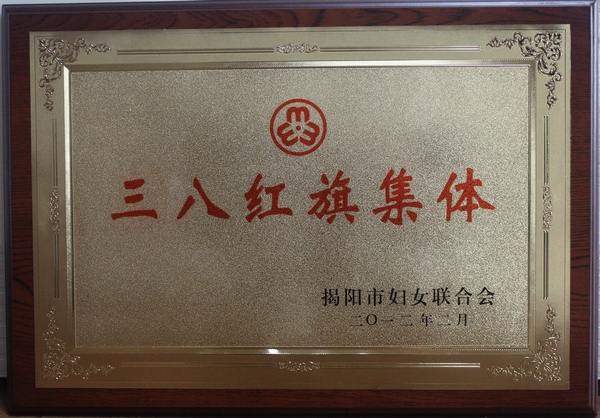 三八红旗集体
揭阳市妇女联合会
二〇一二年二月